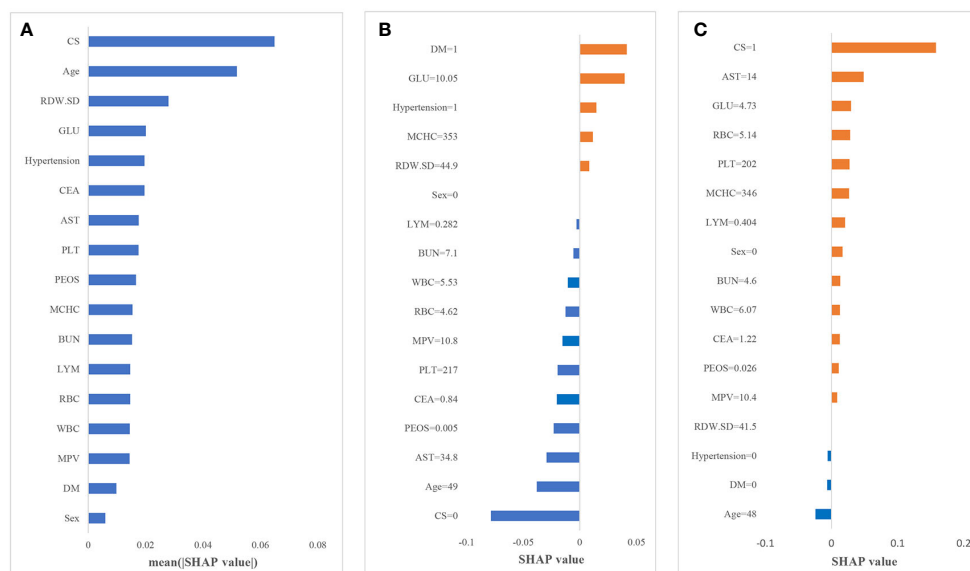 A
CS
Age
RDW.SD
GLU
Hypertension
CEA
AST
PLT
PEOS
MCHC
BUN
LYM
RBC
WBC
MPV
DM
Sex
0 0.02 0.04 0.06 0.08
mean(|SHAP value|)
B
DM=1
GLU=10.05
Hypertension=1
MCHC=353
RDW.SD=44.9
Sex=0
LYM=0.282
BUN=7.1
WBC=5.53
RBC=4.62
MPV=10.8
PLT=217
CEA=0.84
PEOS=0.005
AST=34.8
Age=49
CS=0
-0.1 -0.05 0 0.05
SHAP value
C
CS=1
AST=14
GLU=4.73
RBC=5.14
PLT=202
MCHC=346
LYM=0.404
Sex=0
BUN=4.6
WBC=6.07
CEA=1.22
PEOS=0.026
MPV=10.4
RDW.SD=41.5
Hypertension=0
DM=0
Age=48
-0.1 0 0.1 0.2
SHAP value